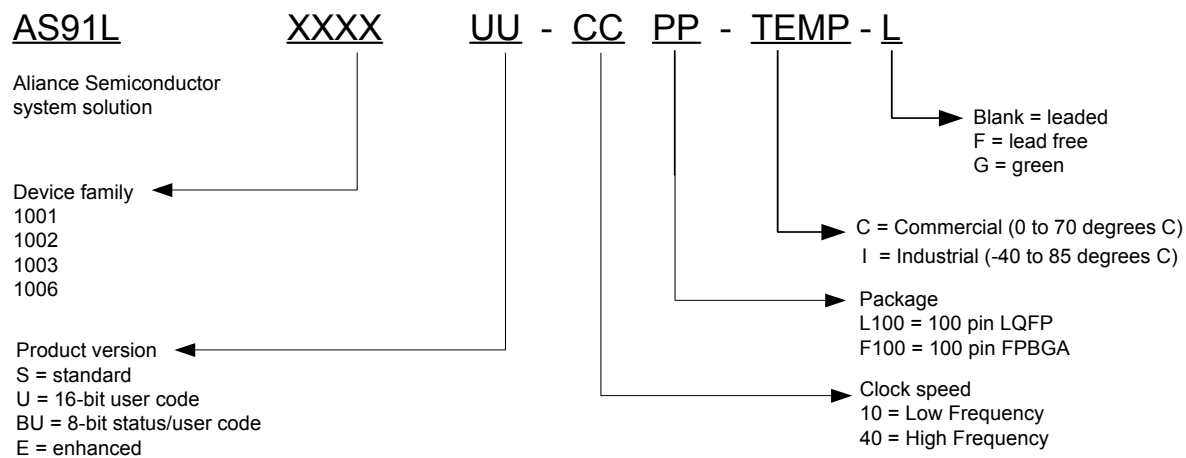 AS91L XXXX UU - CC PP - TEMP - L
Aliance Semiconductor
system solution
Blank = leaded
F = lead free
G = green
Device family
1001
1002
1003
1006
C = Commercial (0 to 70 degrees C)
I = Industrial (-40 to 85 degrees C)
Package
L100 = 100 pin LQFP
F100 = 100 pin FPBGA
Product version
S = standard
U = 16-bit user code
BU = 8-bit status/user code
E = enhanced
Clock speed
10 = Low Frequency
40 = High Frequency